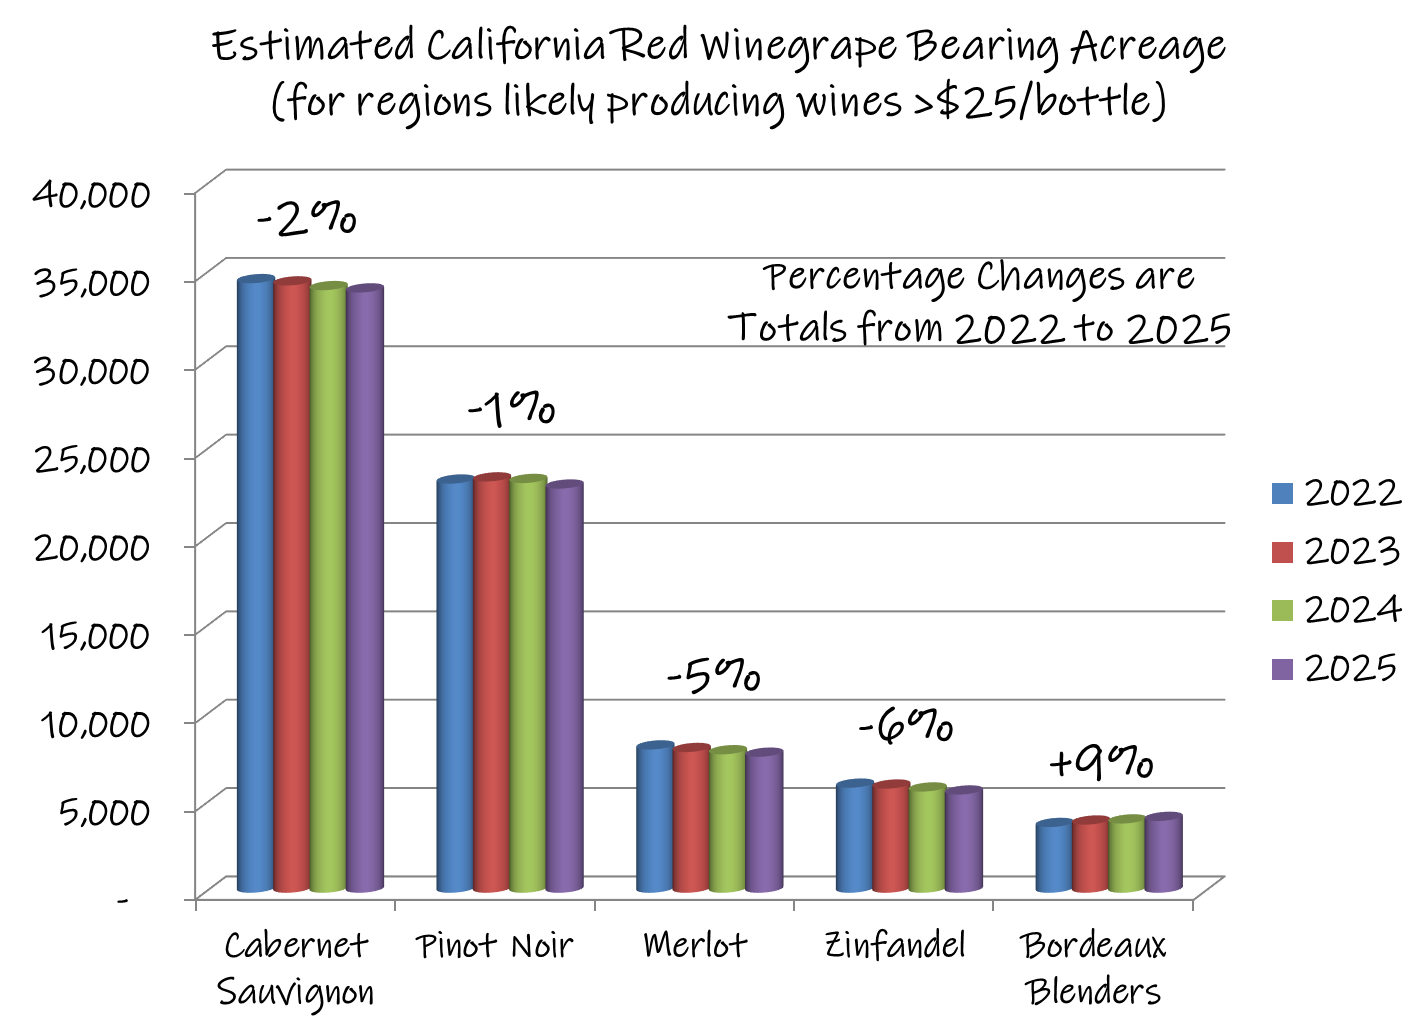 Estimated California Red Winegrape Bearing Acreage
(for regions likely producing wines >$25/bottle)
40,000
35,000
30,000
25,000
20,000
15,000
10,000
5,000
-
-2%
-1%
-5%
-6%
+9%
Percentage Changes are
Totals from 2022 to 2025
2022
2023
2024
2025
Cabernet
Sauvignon
Pinot Noir
Merlot
Zinfandel
Bordeaux
Blenders